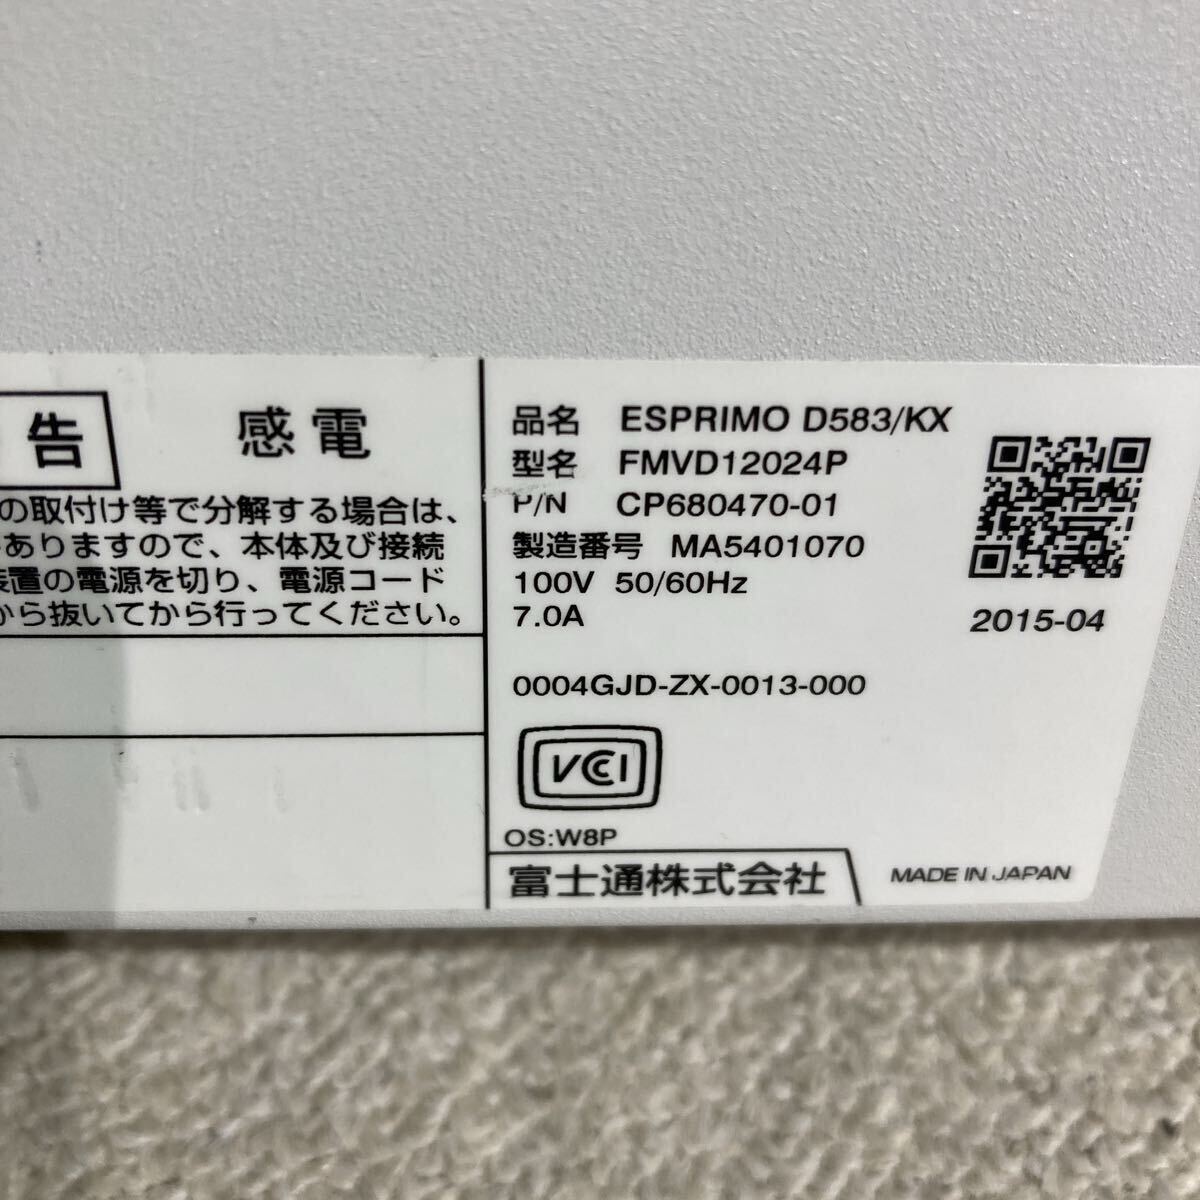 告 感電
の取付け等で分解する場合は、
ありますので、本体及び接続
装置の電源を切り、電源コード
から抜いてから行ってください。
品名 ESPRIMO D583/KX
型名 FMVD12024P
P/N CP680470-01
製造番号 MA5401070
100V 50/60Hz
7.0A
2015-04
0004GJD-ZX-0013-000
VCCI
OS:W8P
富士通株式会社
MADE IN JAPAN